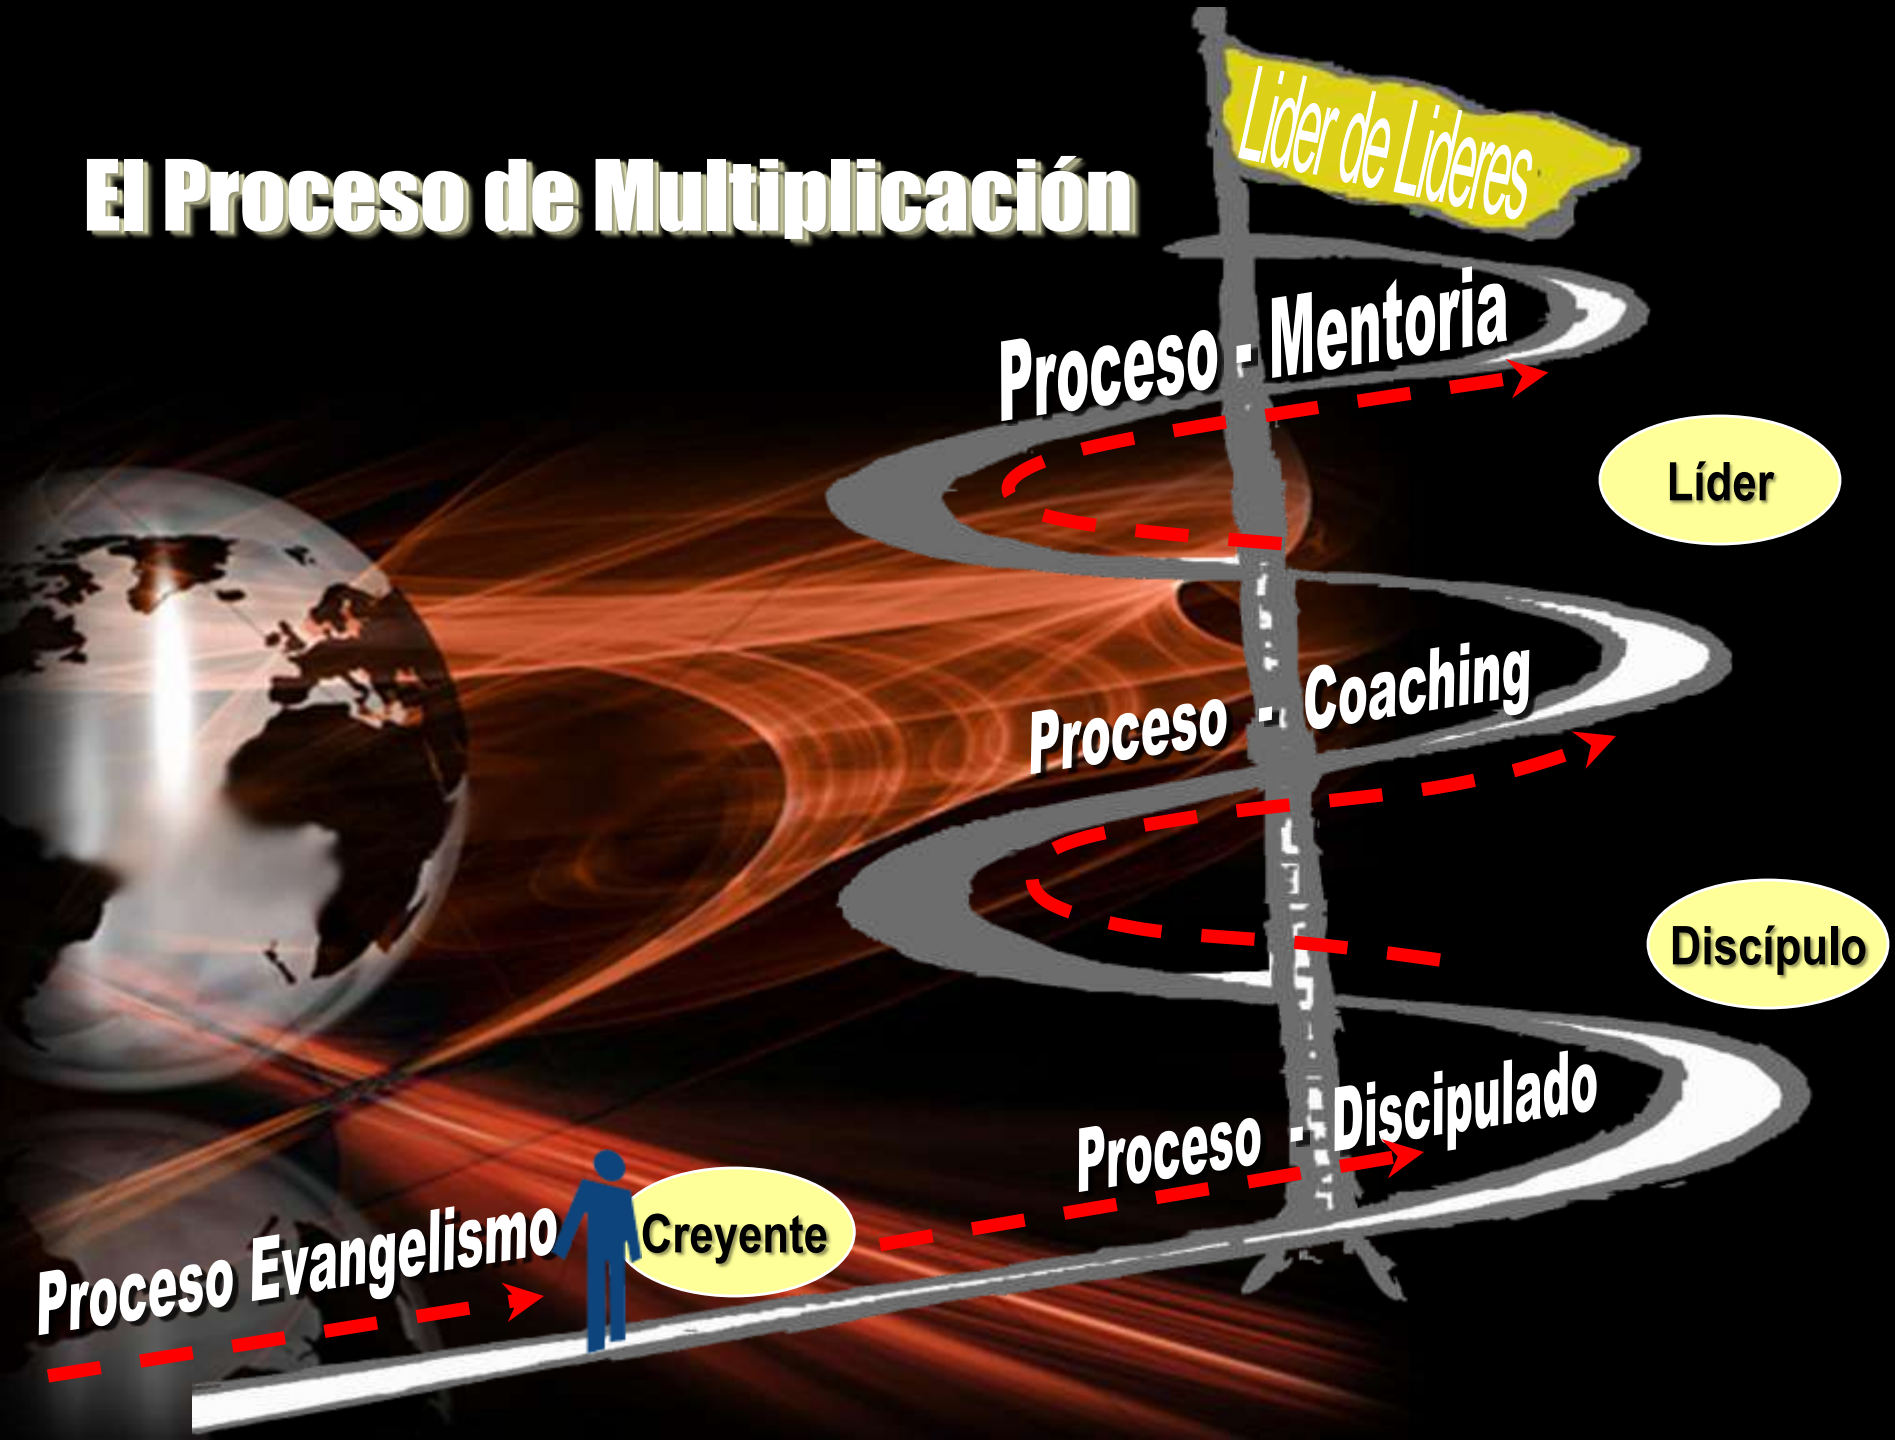 Lider de Lideres
El Proceso de Multiplicación
Proceso - Mentoria
Líder
Proceso - Coaching
Discípulo
Proceso - Discipulado
Creyente
Proceso Evangelismo